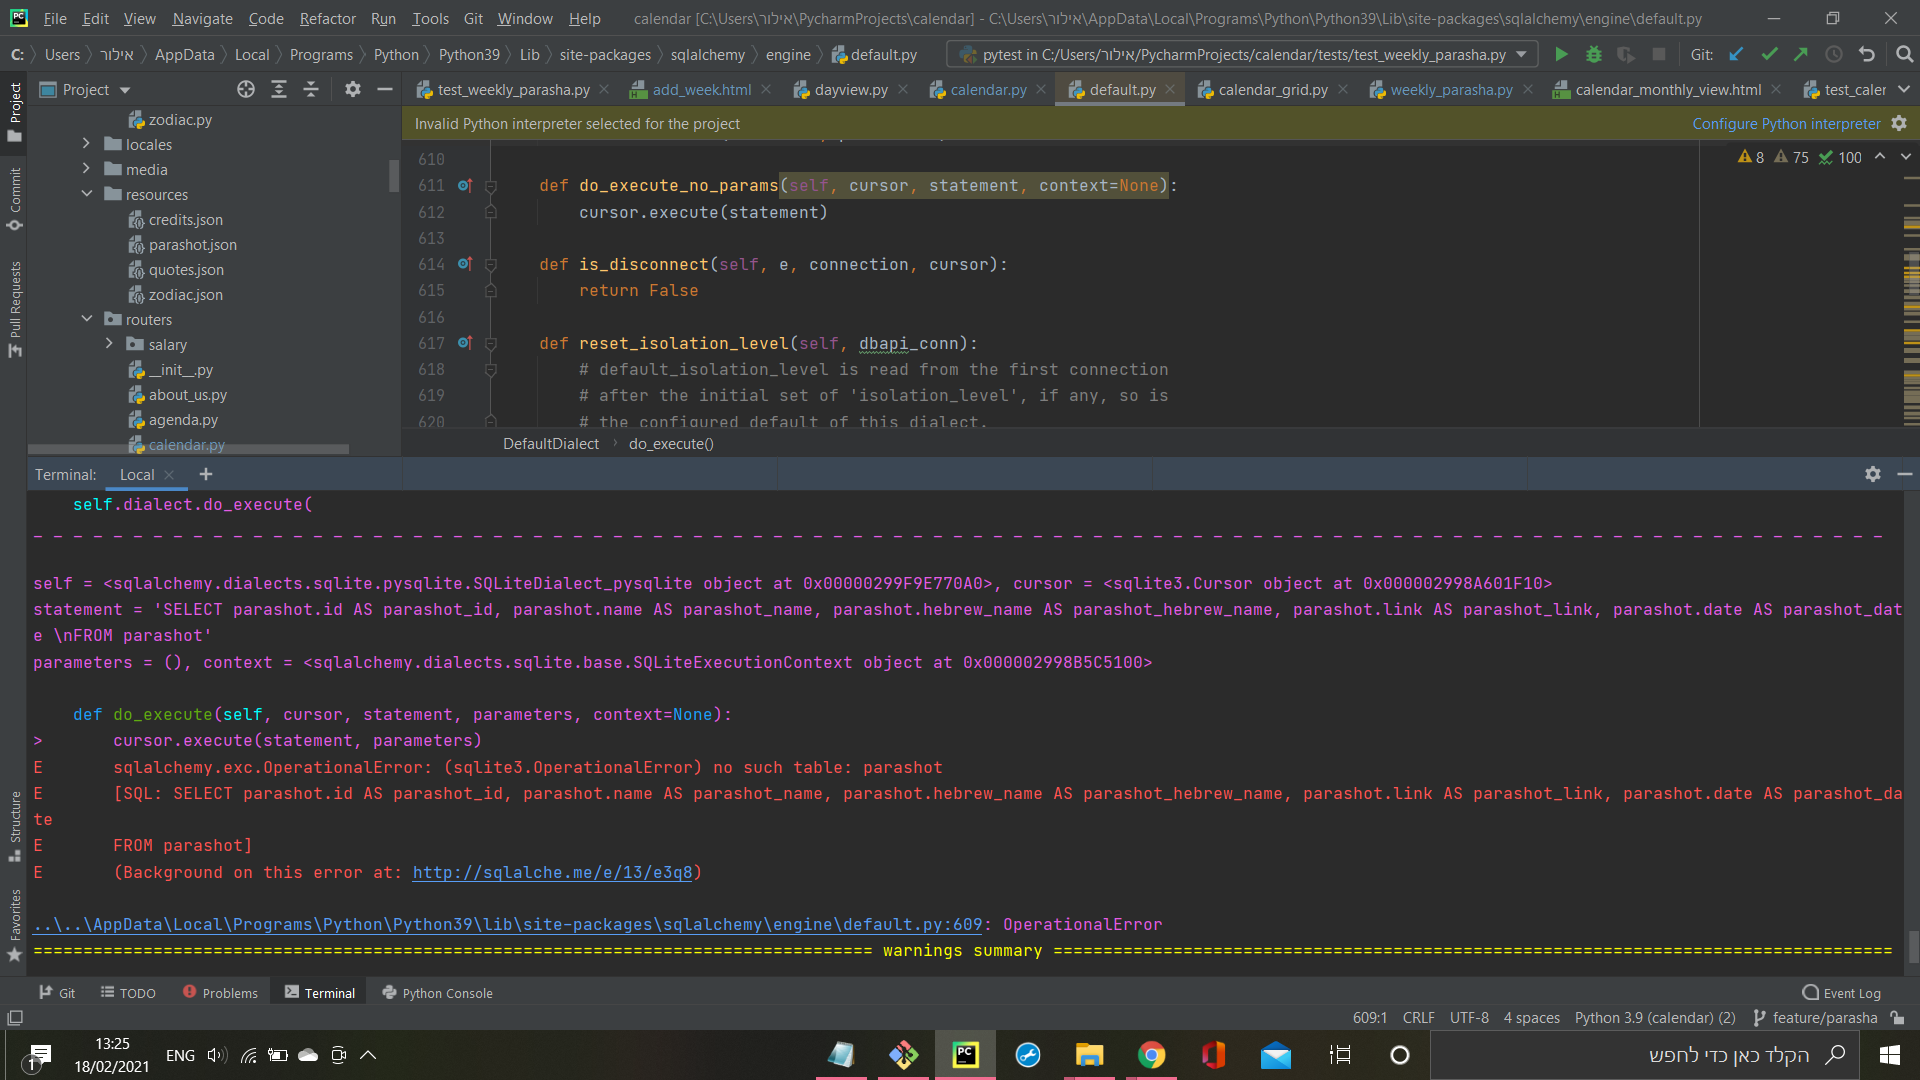 File Edit View Navigate Code Refactor Run Tools Git Window Help calendar [C:\Users\אילור\PycharmProjects\calendar] - C:\Users\אילור\AppData\Local\Programs\Python\Python39\Lib\site-packages\sqlalchemy\engine\default.py
C: Users אילור AppData Local Programs Python Python39 Lib site-packages sqlalchemy engine default.py pytest in C:/Users/אילור/PycharmProjects/calendar/tests/test_weekly_parasha.py Git:
Project
test_weekly_parasha.py add_week.html dayview.py calendar.py default.py calendar_grid.py weekly_parasha.py calendar_monthly_view.html test_caler
Invalid Python interpreter selected for the project Configure Python interpreter
8 75 100
Project
Commit
Pull Requests
Structure
Favorites
zodiac.py
locales
media
resources
credits.json
parashot.json
quotes.json
zodiac.json
routers
salary
__init__.py
about_us.py
agenda.py
calendar.py
610
611 def do_execute_no_params(self, cursor, statement, context=None):
612 cursor.execute(statement)
613
614 def is_disconnect(self, e, connection, cursor):
615 return False
616
617 def reset_isolation_level(self, dbapi_conn):
618 # default_isolation_level is read from the first connection
619 # after the initial set of 'isolation_level', if any, so is
620 # the configured default of this dialect.
DefaultDialect do_execute()
Terminal: Local +
self.dialect.do_execute(
_ _ _ _ _ _ _ _ _ _ _ _ _ _ _ _ _ _ _ _ _ _ _ _ _ _ _ _ _ _ _ _ _ _ _ _ _ _ _ _ _ _ _ _ _ _ _ _ _ _ _ _ _ _ _ _ _ _ _ _ _ _ _ _ _ _ _ _ _ _ _ _ _ _ _ _ _ _ _ _ _ _ _ _ _ _ _ _ _ _ _ _ _
self = <sqlalchemy.dialects.sqlite.pysqlite.SQLiteDialect_pysqlite object at 0x00000299F9E770A0>, cursor = <sqlite3.Cursor object at 0x000002998A601F10>
statement = 'SELECT parashot.id AS parashot_id, parashot.name AS parashot_name, parashot.hebrew_name AS parashot_hebrew_name, parashot.link AS parashot_link, parashot.date AS parashot_dat
e \nFROM parashot'
parameters = (), context = <sqlalchemy.dialects.sqlite.base.SQLiteExecutionContext object at 0x000002998B5C5100>
def do_execute(self, cursor, statement, parameters, context=None):
> cursor.execute(statement, parameters)
E sqlalchemy.exc.OperationalError: (sqlite3.OperationalError) no such table: parashot
E [SQL: SELECT parashot.id AS parashot_id, parashot.name AS parashot_name, parashot.hebrew_name AS parashot_hebrew_name, parashot.link AS parashot_link, parashot.date AS parashot_da
te
E FROM parashot]
E (Background on this error at: http://sqlalche.me/e/13/e3q8)
..\..\AppData\Local\Programs\Python\Python39\lib\site-packages\sqlalchemy\engine\default.py:609: OperationalError
==================================================================================== warnings summary ====================================================================================
Git TODO Problems Terminal Python Console Event Log
609:1 CRLF UTF-8 4 spaces Python 3.9 (calendar) (2) feature/parasha
1 13:25 ENG הקלד כאן כדי לחפש
18/02/2021